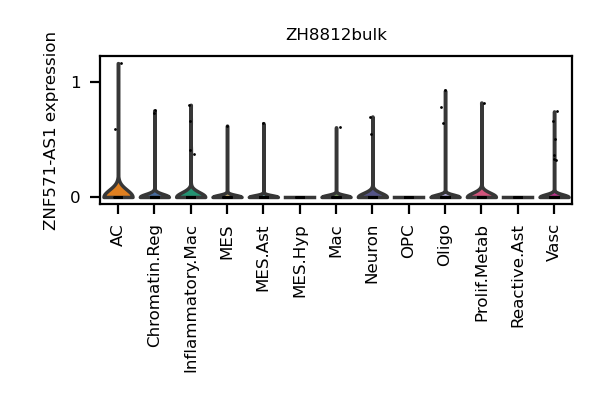 ZH8812bulk
ZNF571-AS1 expression
1
0
AC
Chromatin.Reg
Inflammatory.Mac
MES
MES.Ast
MES.Hyp
Mac
Neuron
OPC
Oligo
Prolif.Metab
Reactive.Ast
Vasc